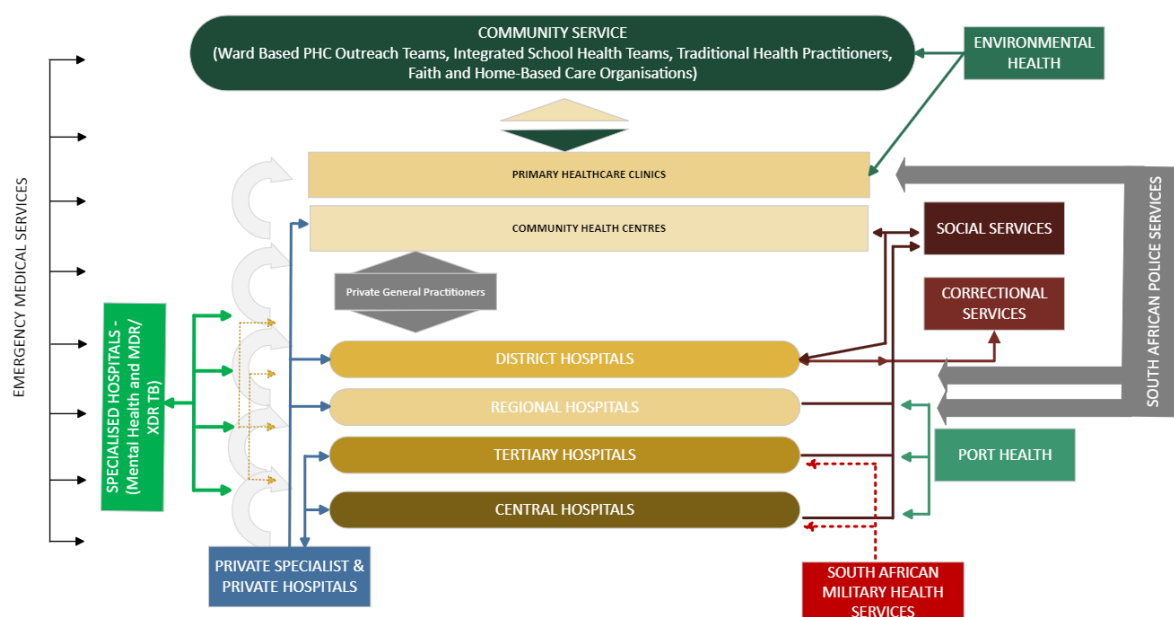 COMMUNITY SERVICE
(Ward Based PHC Outreach Teams, Integrated School Health Teams, Traditional Health Practitioners,
Faith and Home-Based Care Organisations)
ENVIRONMENTAL
HEALTH
EMERGENCY MEDICAL SERVICES
PRIMARY HEALTHCARE CLINICS
COMMUNITY HEALTH CENTRES
SOCIAL SERVICES
SOUTH AFRICAN POLICE SERVICES
Private General Practitioners
CORRECTIONAL
SERVICES
SPECIALISED HOSPITALS -
(Mental Health and MDR/
XDR TB)
DISTRICT HOSPITALS
REGIONAL HOSPITALS
TERTIARY HOSPITALS
PORT HEALTH
CENTRAL HOSPITALS
PRIVATE SPECIALIST &
PRIVATE HOSPITALS
SOUTH AFRICAN
MILITARY HEALTH
SERVICES